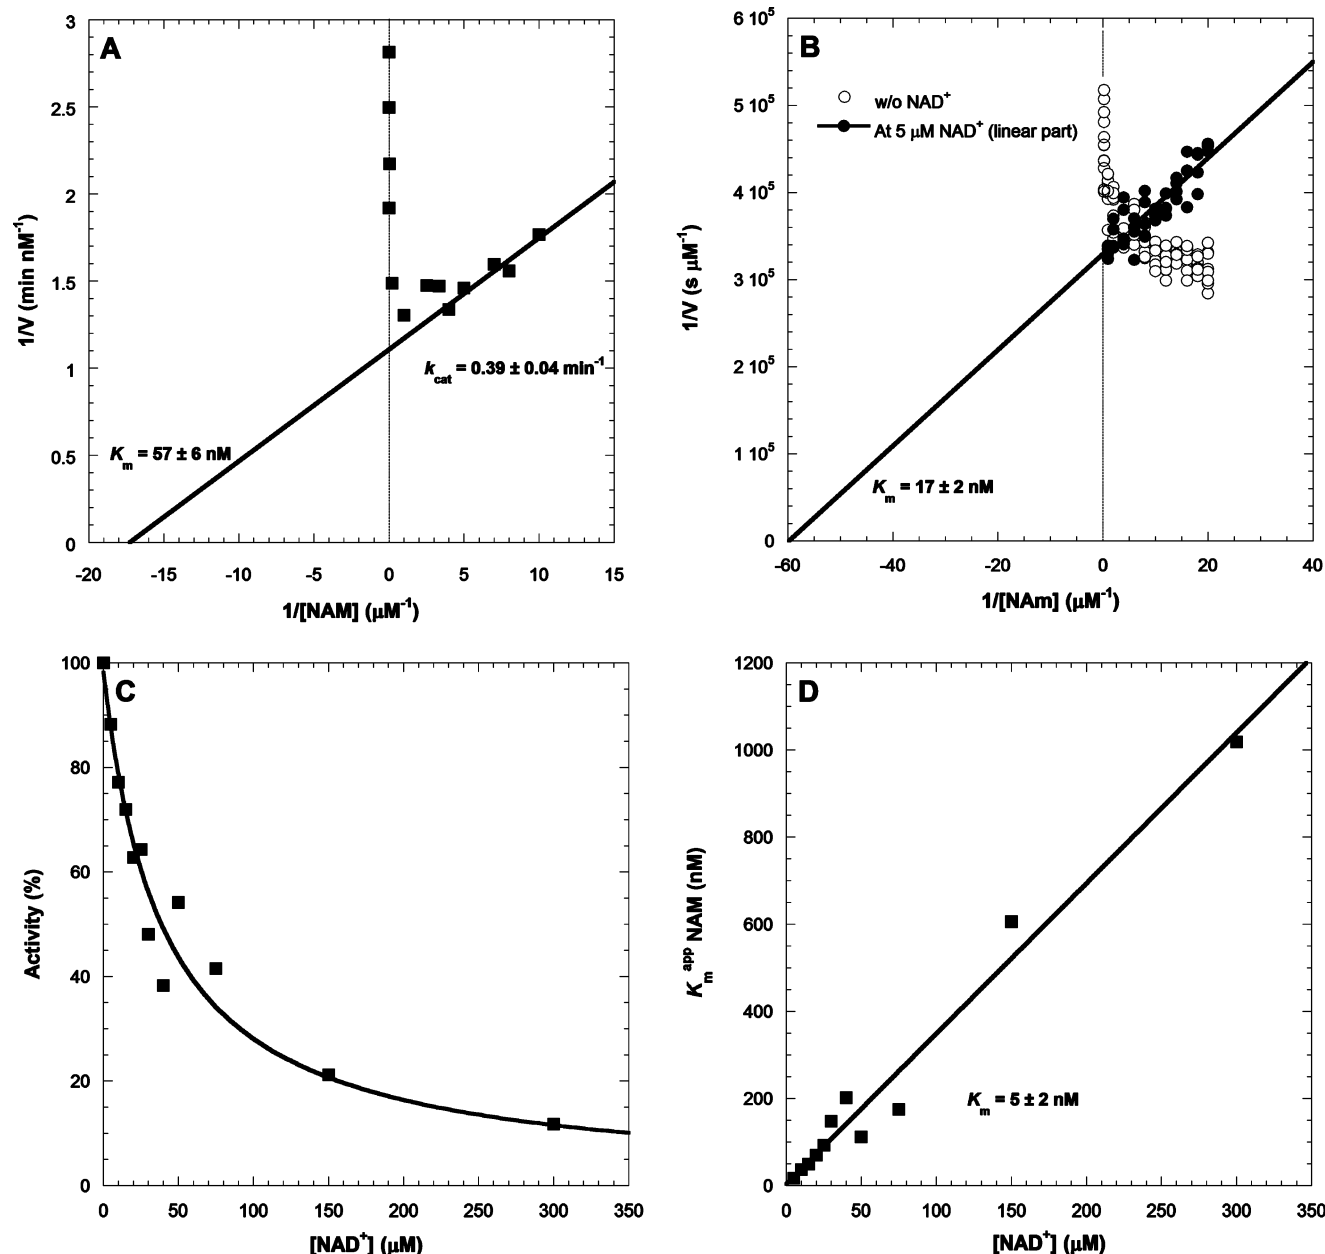 A
3
2.5
2
1.5
1
0.5
0
1/V (min nM⁻¹)
k_cat = 0.39 ± 0.04 min⁻¹
K_m = 57 ± 6 nM
-20 -15 -10 -5 0 5 10 15
1/[NAM] (μM⁻¹)
B
6 10⁵
5 10⁵
4 10⁵
3 10⁵
2 10⁵
1 10⁵
0
1/V (s μM⁻¹)
w/o NAD⁺
At 5 μM NAD⁺ (linear part)
K_m = 17 ± 2 nM
-60 -40 -20 0 20 40
1/[NAm] (μM⁻¹)
C
100
80
60
40
20
0
Activity (%)
0 50 100 150 200 250 300 350
[NAD⁺] (μM)
D
1200
1000
800
600
400
200
0
K_m^app NAM (nM)
K_m = 5 ± 2 nM
0 50 100 150 200 250 300 350
[NAD⁺] (μM)